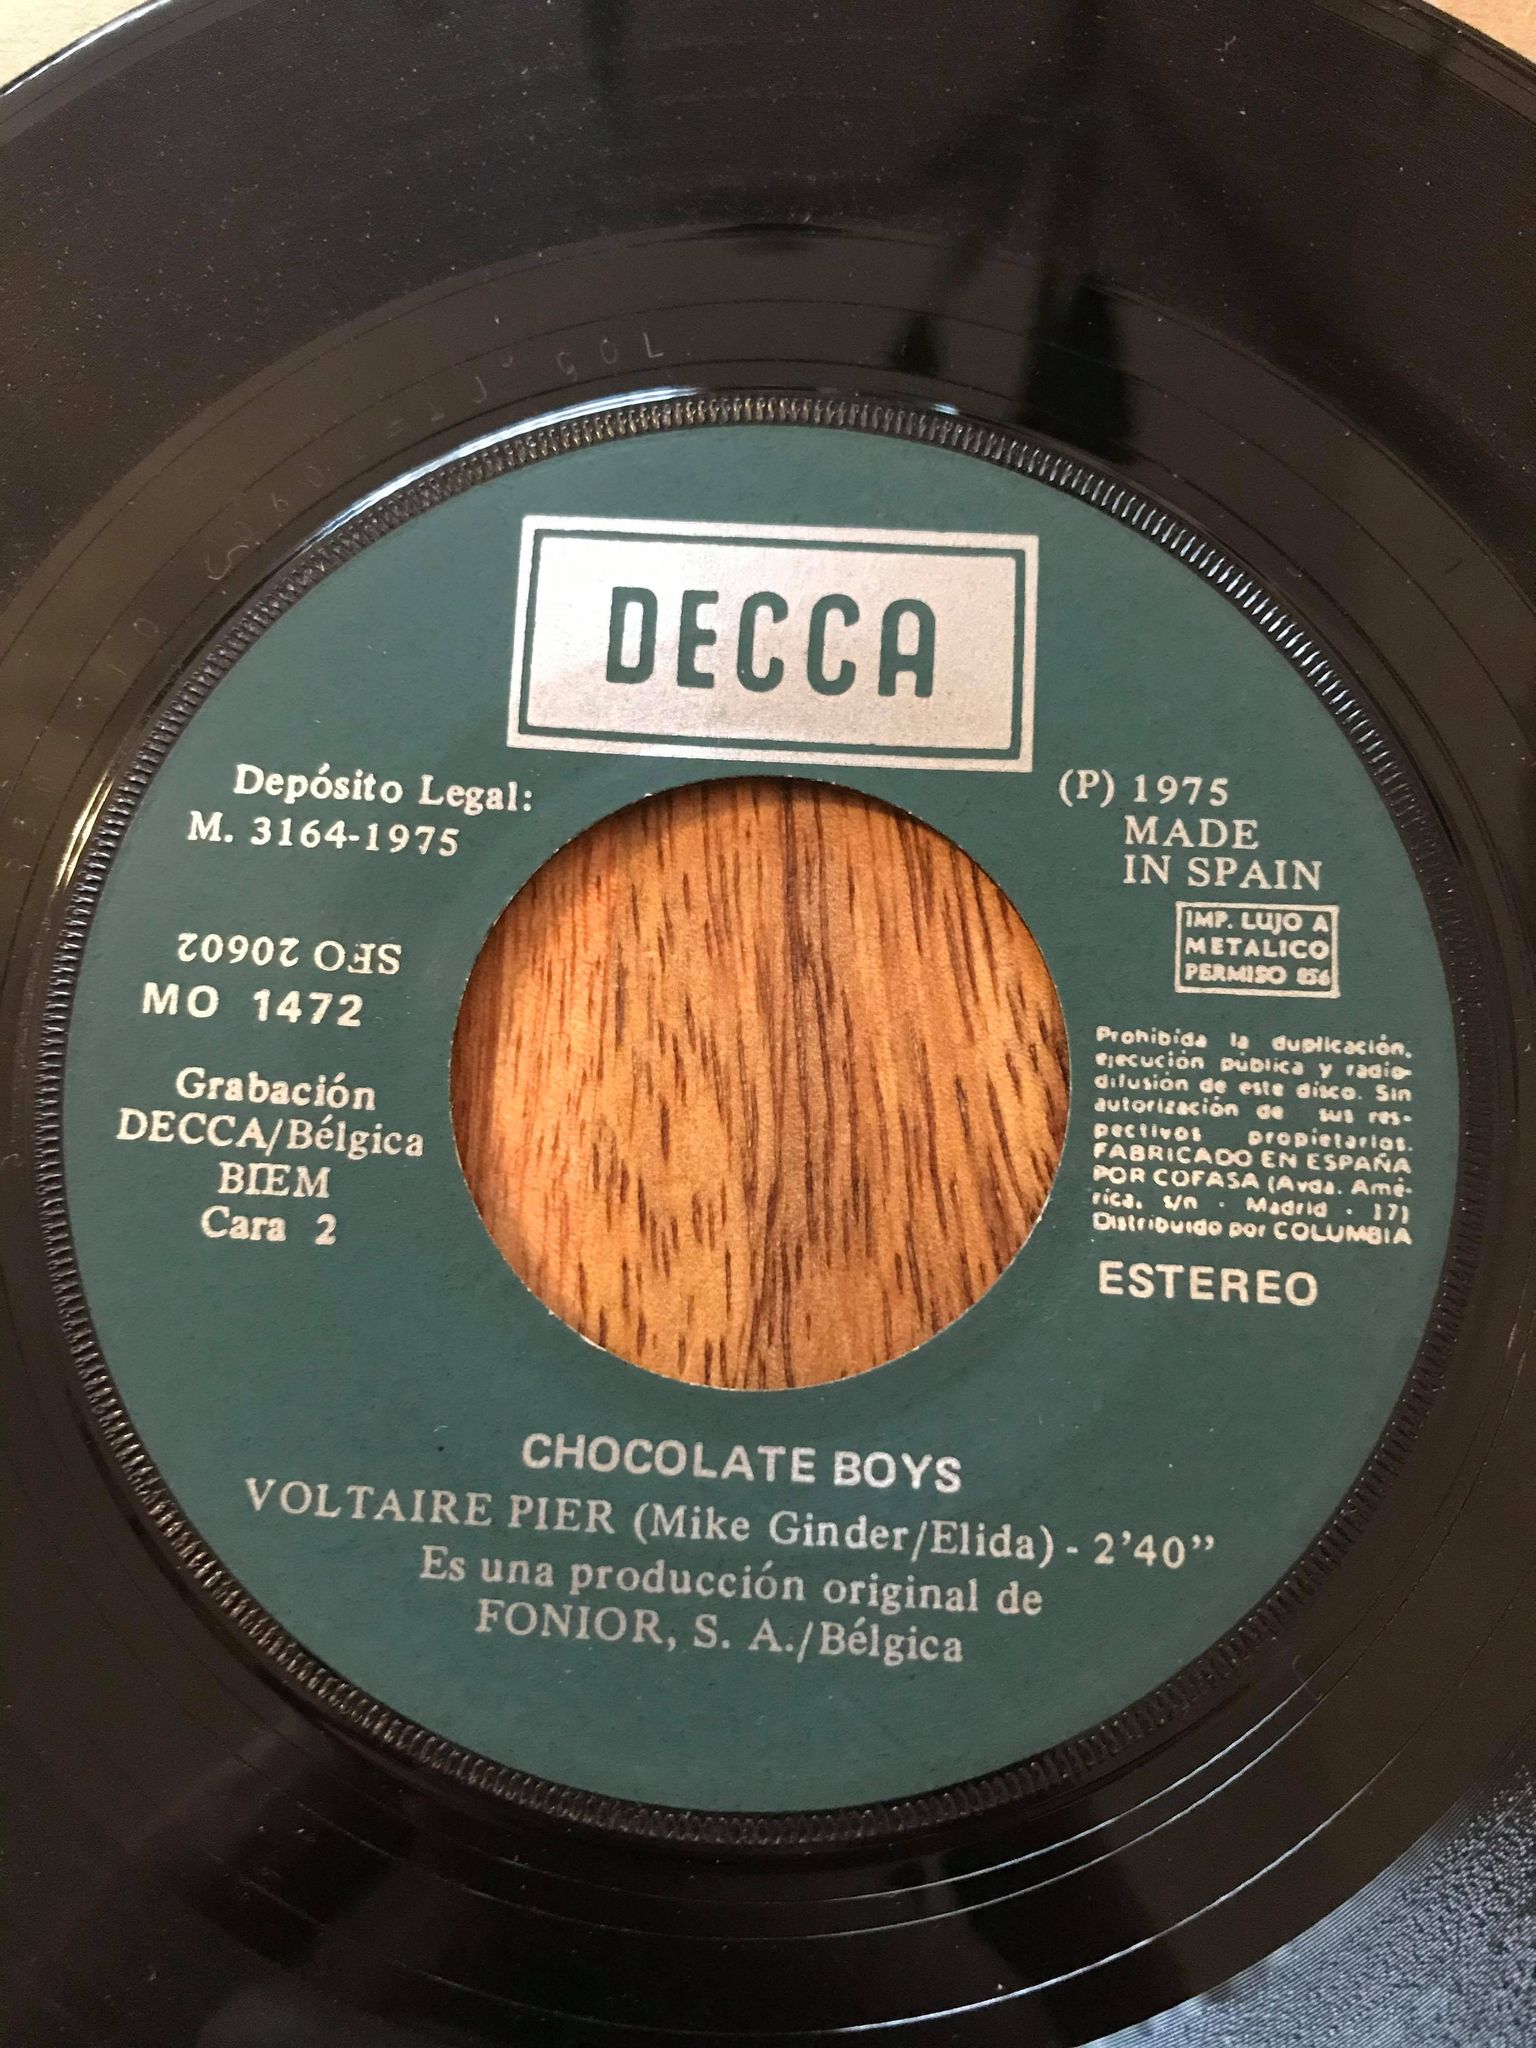 DECCA
Depósito Legal:
M. 3164-1975
SFO 20602
MO 1472
Grabación
DECCA/Bélgica
BIEM
Cara 2
(P) 1975
MADE
IN SPAIN
IMP. LUJO A
METALICO
PERMISO 856
Prohibida la duplicación,
ejecución pública y radio-
difusión de este disco. Sin
autorización de sus res-
pectivos propietarios.
FABRICADO EN ESPAÑA
POR COFASA (Avda. Amé-
rica, s/n - Madrid - 17)
Distribuido por COLUMBIA
ESTEREO
CHOCOLATE BOYS
VOLTAIRE PIER (Mike Ginder/Elida) - 2'40"
Es una producción original de
FONIOR, S. A./Bélgica